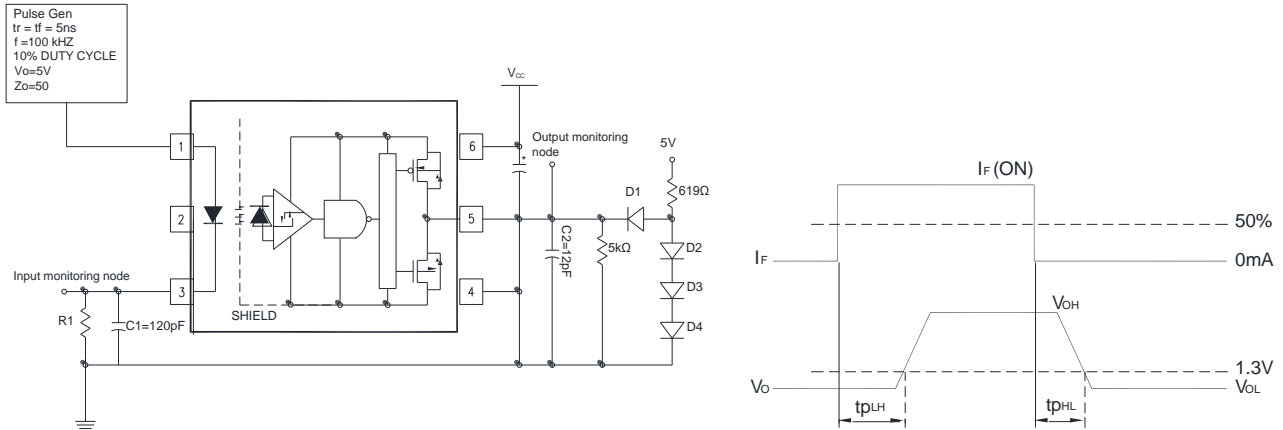 Pulse Gen
tr = tf = 5ns
f =100 kHZ
10% DUTY CYCLE
Vo=5V
Zo=50
Vcc
1
2
3
6
5
4
SHIELD
Input monitoring node
R1
C1=120pF
*
Output monitoring
node
C2=12pF
5kΩ
D1
5V
619Ω
D2
D3
D4
IF (ON)
50%
IF
0mA
VOH
1.3V
VO
VOL
tpLH
tpHL